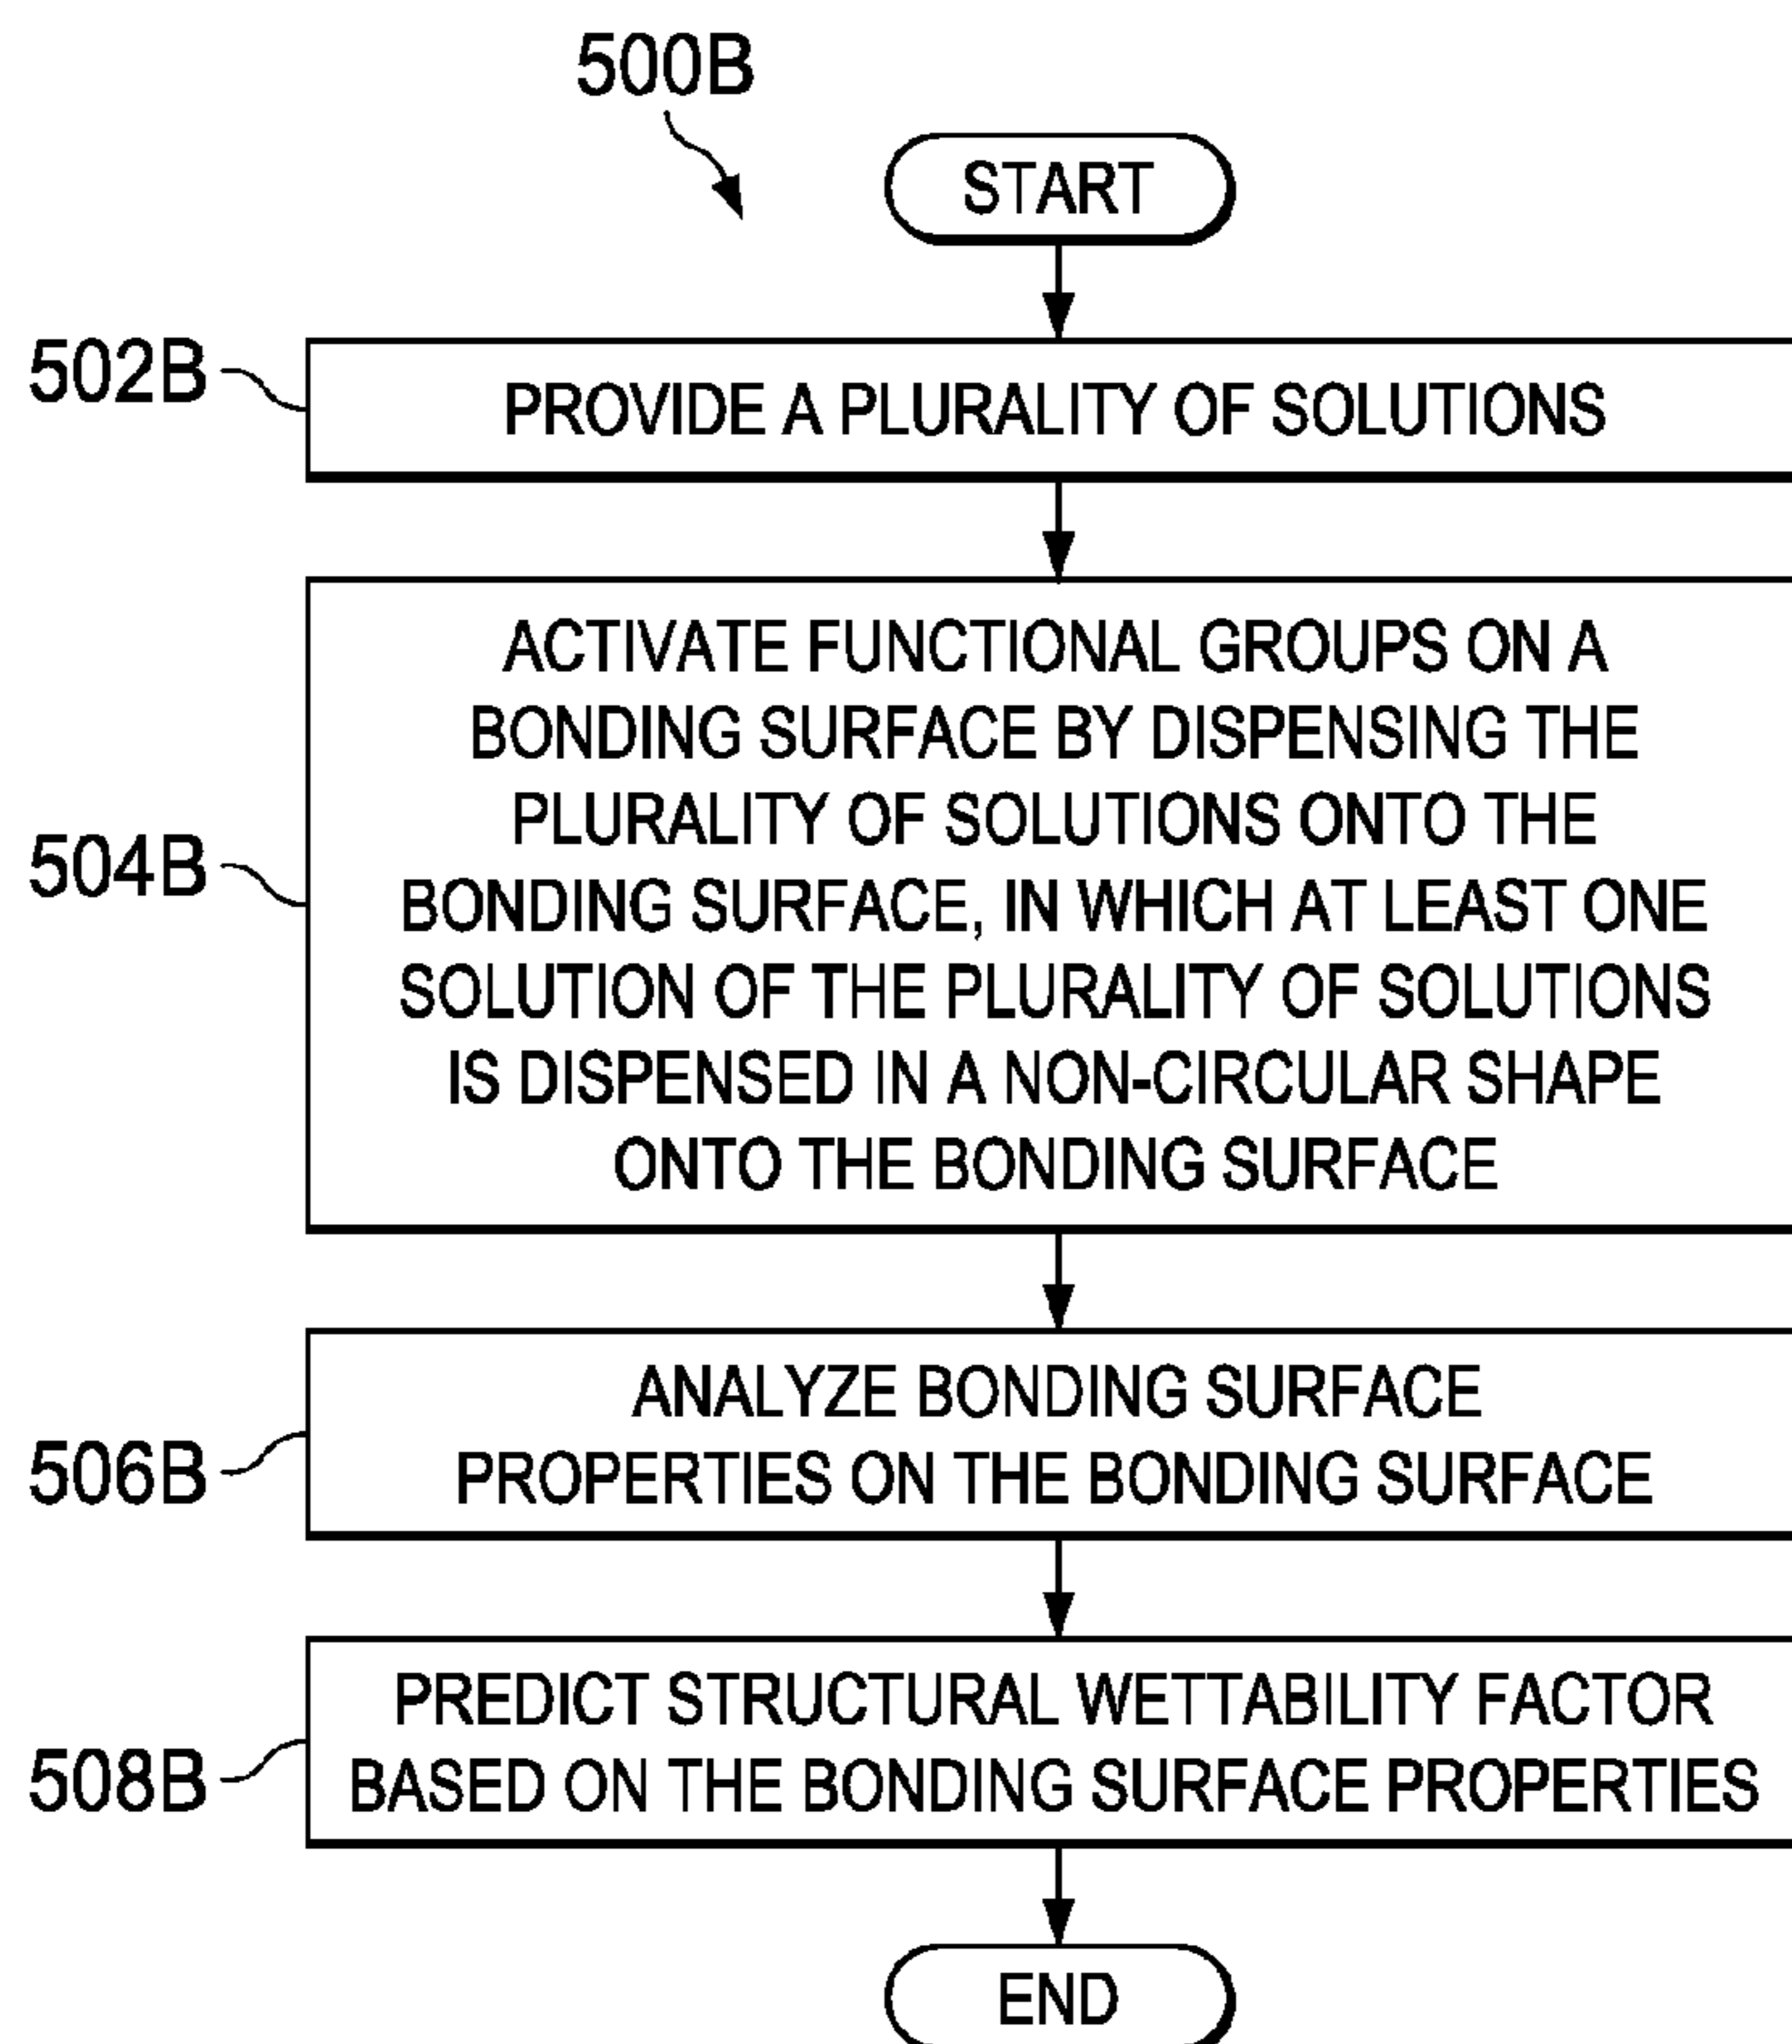 500B
START
502B
PROVIDE A PLURALITY OF SOLUTIONS
504B
ACTIVATE FUNCTIONAL GROUPS ON A
BONDING SURFACE BY DISPENSING THE
PLURALITY OF SOLUTIONS ONTO THE
BONDING SURFACE, IN WHICH AT LEAST ONE
SOLUTION OF THE PLURALITY OF SOLUTIONS
IS DISPENSED IN A NON-CIRCULAR SHAPE
ONTO THE BONDING SURFACE
506B
ANALYZE BONDING SURFACE
PROPERTIES ON THE BONDING SURFACE
508B
PREDICT STRUCTURAL WETTABILITY FACTOR
BASED ON THE BONDING SURFACE PROPERTIES
END